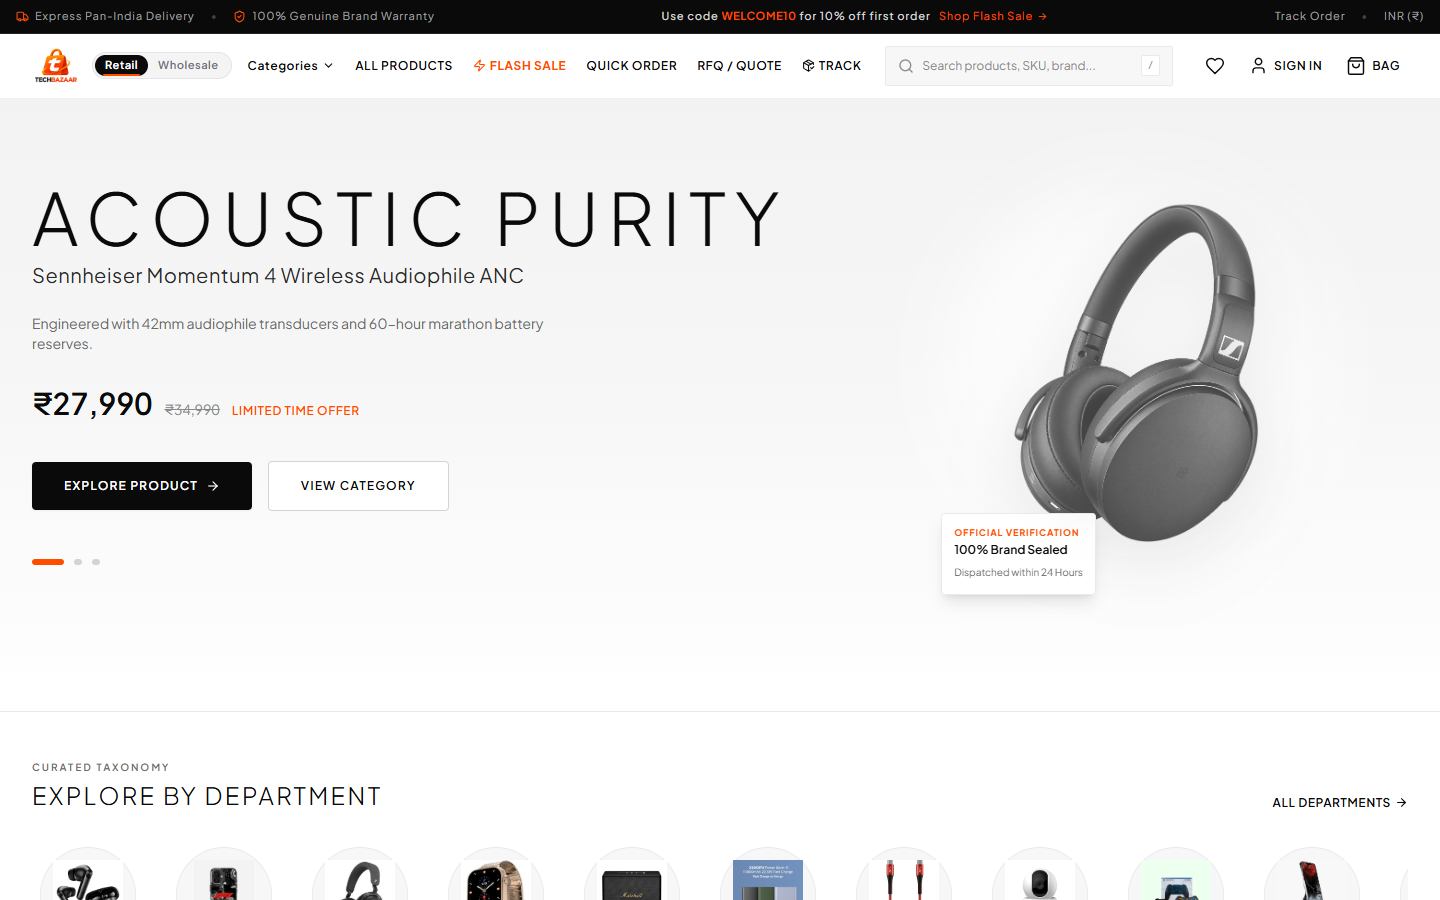 Express Pan-India Delivery • 100% Genuine Brand Warranty
Use code WELCOME10 for 10% off first order Shop Flash Sale →
Track Order • INR (₹)
TECHBAZAAR
Retail Wholesale
Categories ALL PRODUCTS FLASH SALE QUICK ORDER RFQ / QUOTE TRACK
Search products, SKU, brand... /
SIGN IN BAG
ACOUSTIC PURITY
Sennheiser Momentum 4 Wireless Audiophile ANC
Engineered with 42mm audiophile transducers and 60-hour marathon battery
reserves.
₹27,990 ₹34,990 LIMITED TIME OFFER
EXPLORE PRODUCT → VIEW CATEGORY
OFFICIAL VERIFICATION
100% Brand Sealed
Dispatched within 24 Hours
CURATED TAXONOMY
EXPLORE BY DEPARTMENT
ALL DEPARTMENTS →
Marshall